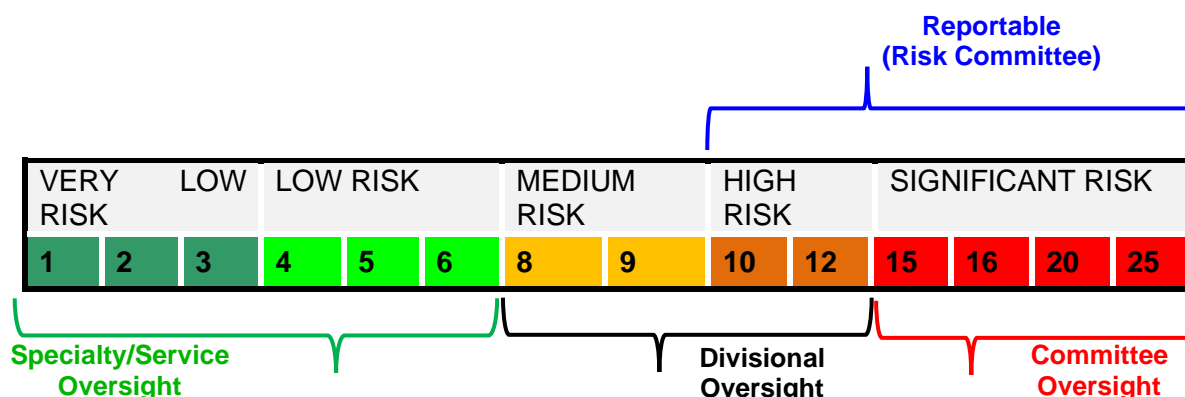 Reportable
(Risk Committee)
VERY LOW RISK
LOW RISK
MEDIUM RISK
HIGH RISK
SIGNIFICANT RISK
1 2 3 4 5 6 8 9 10 12 15 16 20 25
Specialty/Service
Oversight
Divisional
Oversight
Committee
Oversight